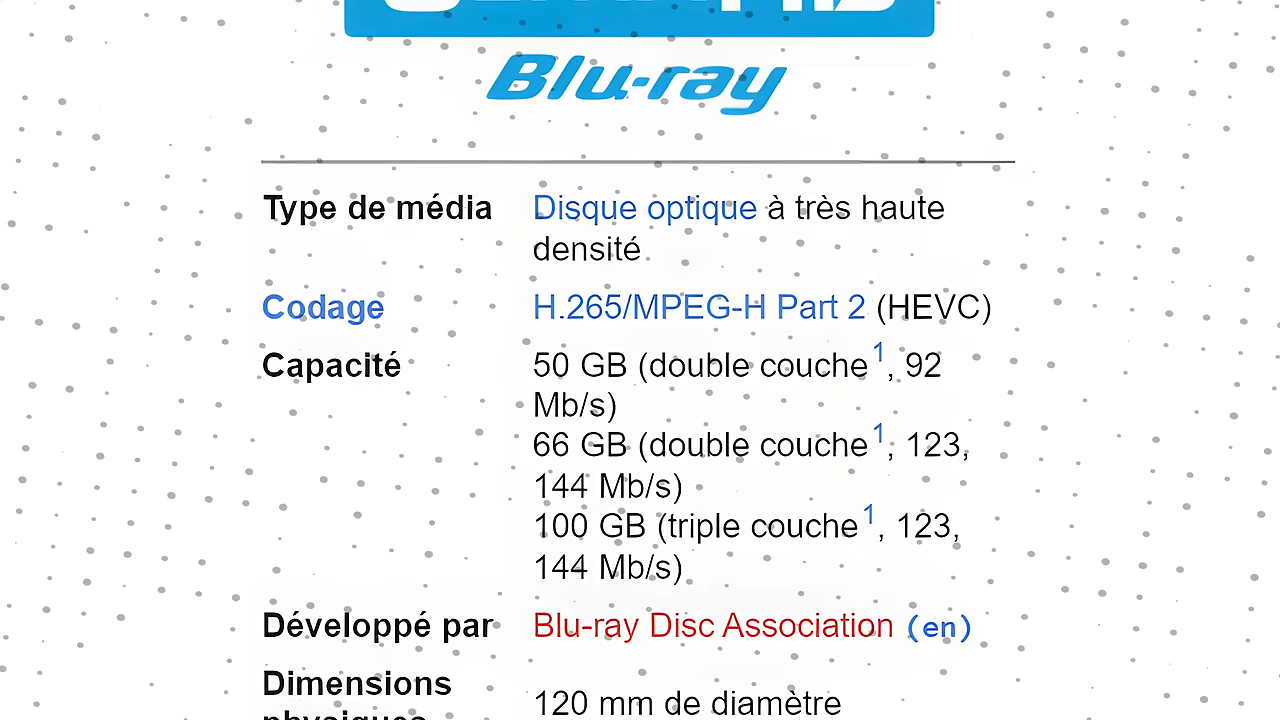 Blu-ray
Type de média
Disque optique à très haute
densité
Codage
H.265/MPEG-H Part 2 (HEVC)
Capacité
50 GB (double couche1, 92
Mb/s)
66 GB (double couche1, 123,
144 Mb/s)
100 GB (triple couche1, 123,
144 Mb/s)
Développé par
Blu-ray Disc Association (en)
Dimensions
physiques
120 mm de diamètre